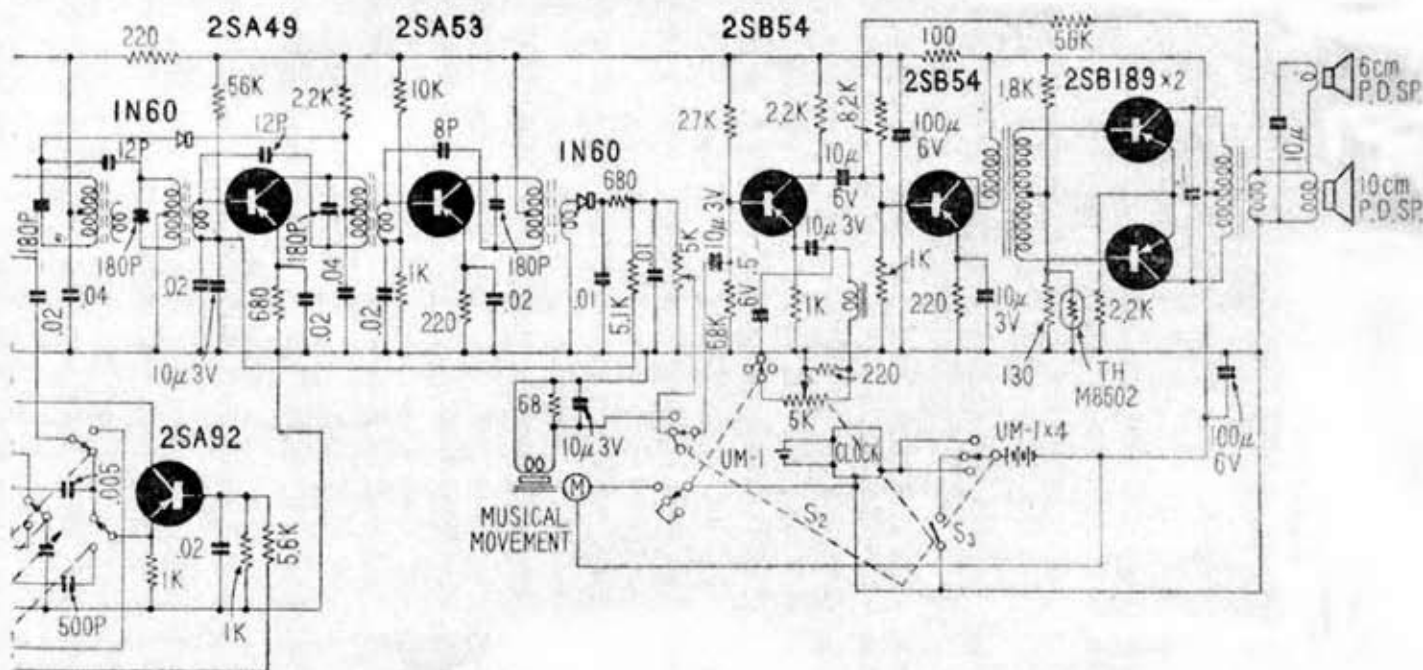 2SA49
2SA53
2SB54
220
100
56K
2SB54
2SB189×2
6cm
P.D.SP.
56K
2.2K
10K
27K
2.2K
8.2K
1.8K
1N60
12P
8P
1N60
100μ
6V
10μ
12P
680
10μ
6V
10cm
P.D.SP.
180P
180P
180P
.04
180P
.01
5K
10μ 3V
10μ 3V
.02
.04
.02
680
.02
.02
1K
220
.02
.01
5.1K
6.8K
6V
.5
1K
1K
220
10μ
3V
2.2K
10μ 3V
220
130
TH
M8502
68
5K
2SA92
10μ 3V
UM-1
CLOCK
UM-1×4
100μ
6V
.005
M
MUSICAL
MOVEMENT
S2
S3
.02
5.6K
1K
500P
1K